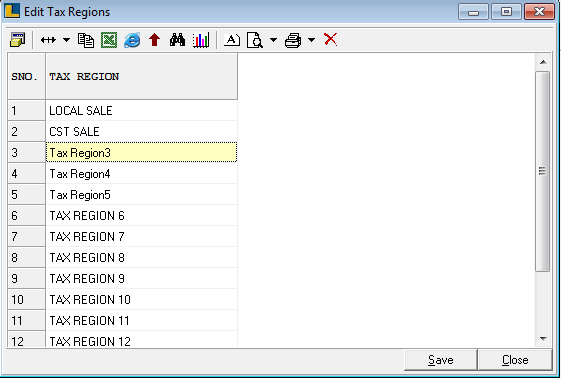 Edit Tax Regions
SNO. TAX REGION
1 LOCAL SALE
2 CST SALE
3 Tax Region3
4 Tax Region4
5 Tax Region5
6 TAX REGION 6
7 TAX REGION 7
8 TAX REGION 8
9 TAX REGION 9
10 TAX REGION 10
11 TAX REGION 11
12 TAX REGION 12
Save Close